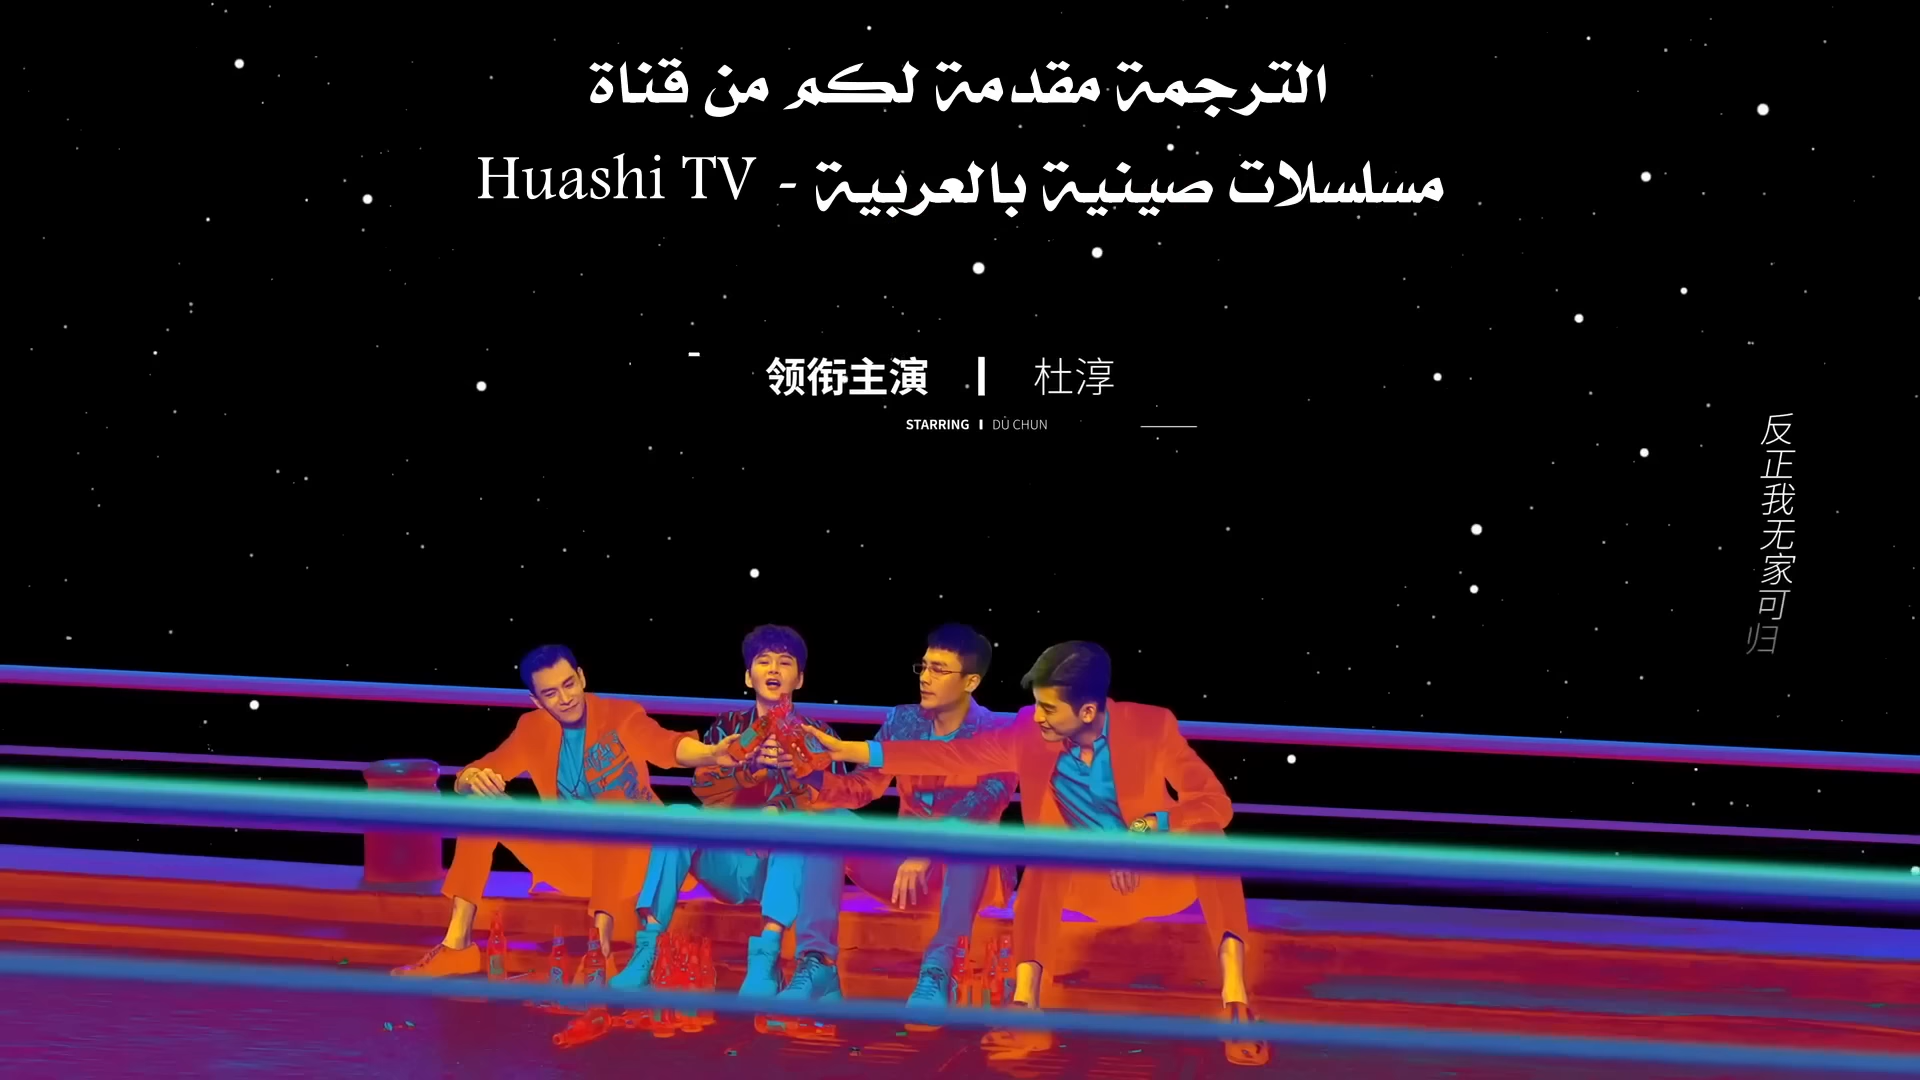 الترجمة مقدمة لكم من قناة
مسلسلات صينية بالعربية - Huashi TV
领衔主演 | 杜淳
STARRING | DU CHUN
反正我无家可归